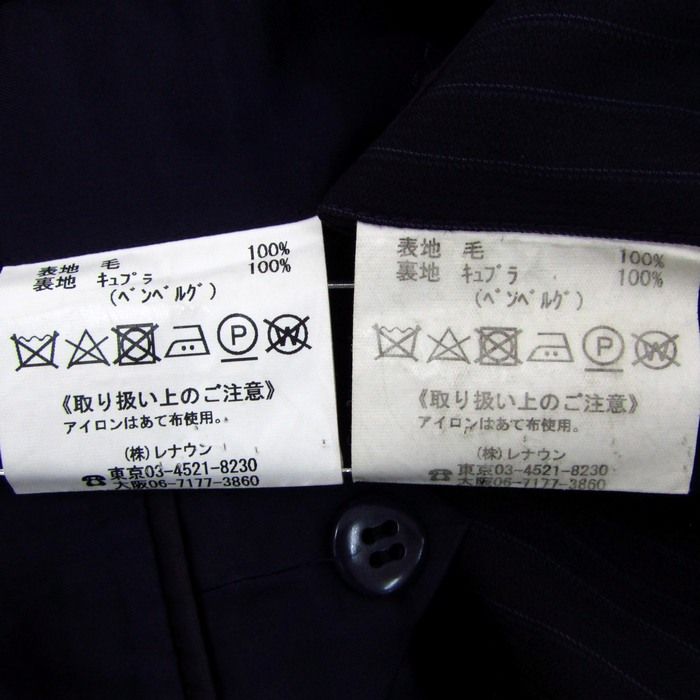 表地 毛 100%
裏地 キュプラ 100%
(ベンベルグ)
P W
《取り扱い上のご注意》
アイロンはあて布使用。
(株)レナウン
☎東京03-4521-8230
大阪06-7177-3860
表地 毛 100%
裏地 キュプラ 100%
(ベンベルグ)
P W
《取り扱い上のご注意》
アイロンはあて布使用。
(株)レナウン
☎東京03-4521-8230
大阪06-7177-3860